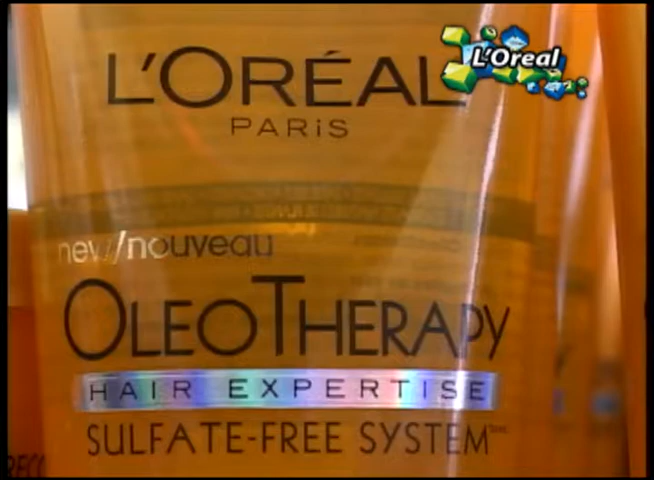 L'Oreal
L'ORÉAL
PARiS
new/nouveau
OLEOTHERAPY
HAIR EXPERTISE
SULFATE-FREE SYSTEM